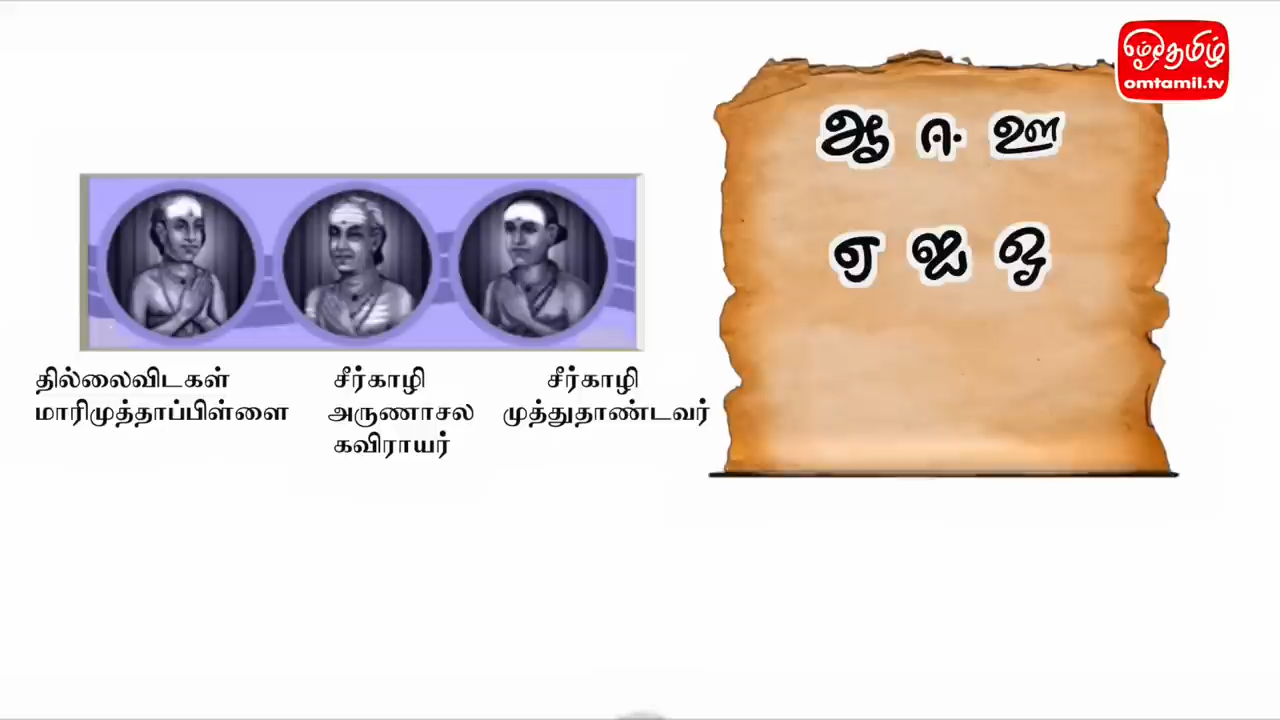 ஓம்தமிழ்
omtamil.tv
ஆ ஈ ஊ
ஏ ஐ ஓ
தில்லைவிடகள் சீர்காழி சீர்காழி
மாரிமுத்தாப்பிள்ளை அருணாசல முத்துதாண்டவர்
கவிராயர்